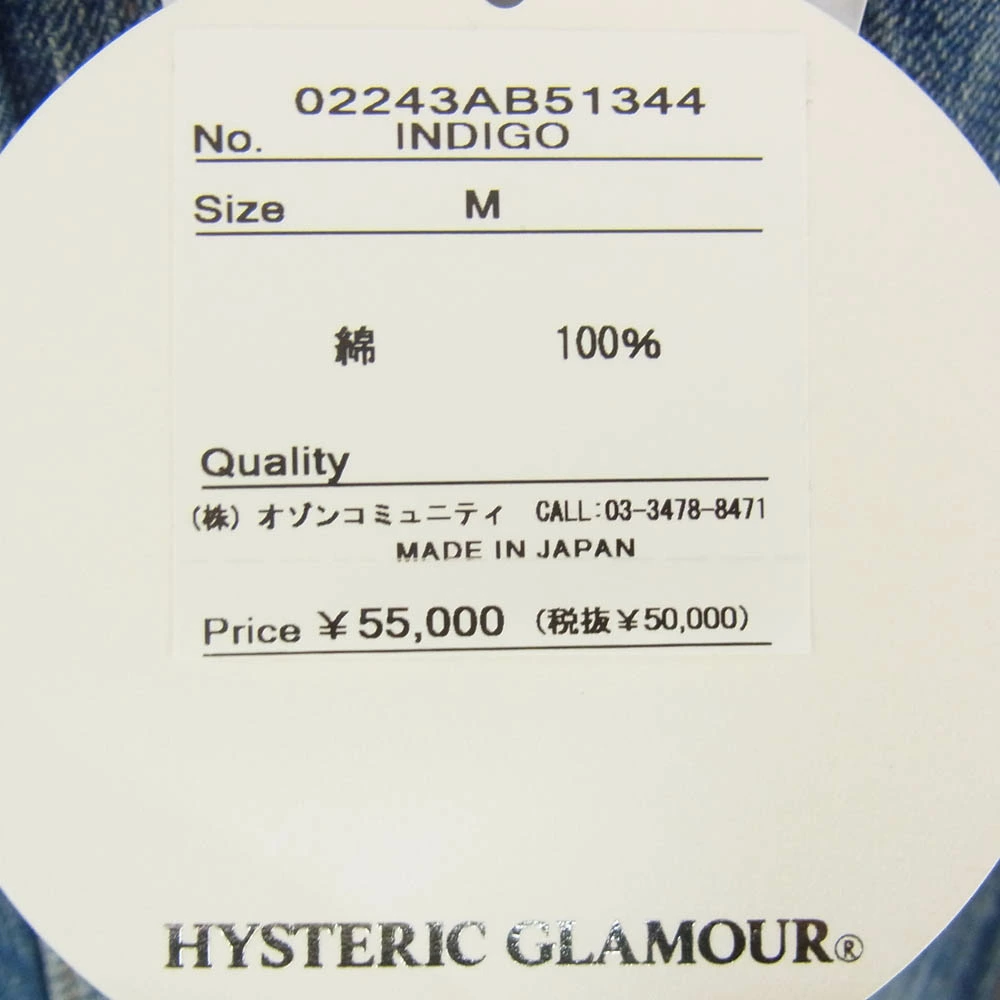 02243AB51344
No. INDIGO
Size M
綿 100%
Quality
(株) オゾンコミュニティ CALL:03-3478-8471
MADE IN JAPAN
Price ¥55,000 (税抜¥50,000)
HYSTERIC GLAMOUR®